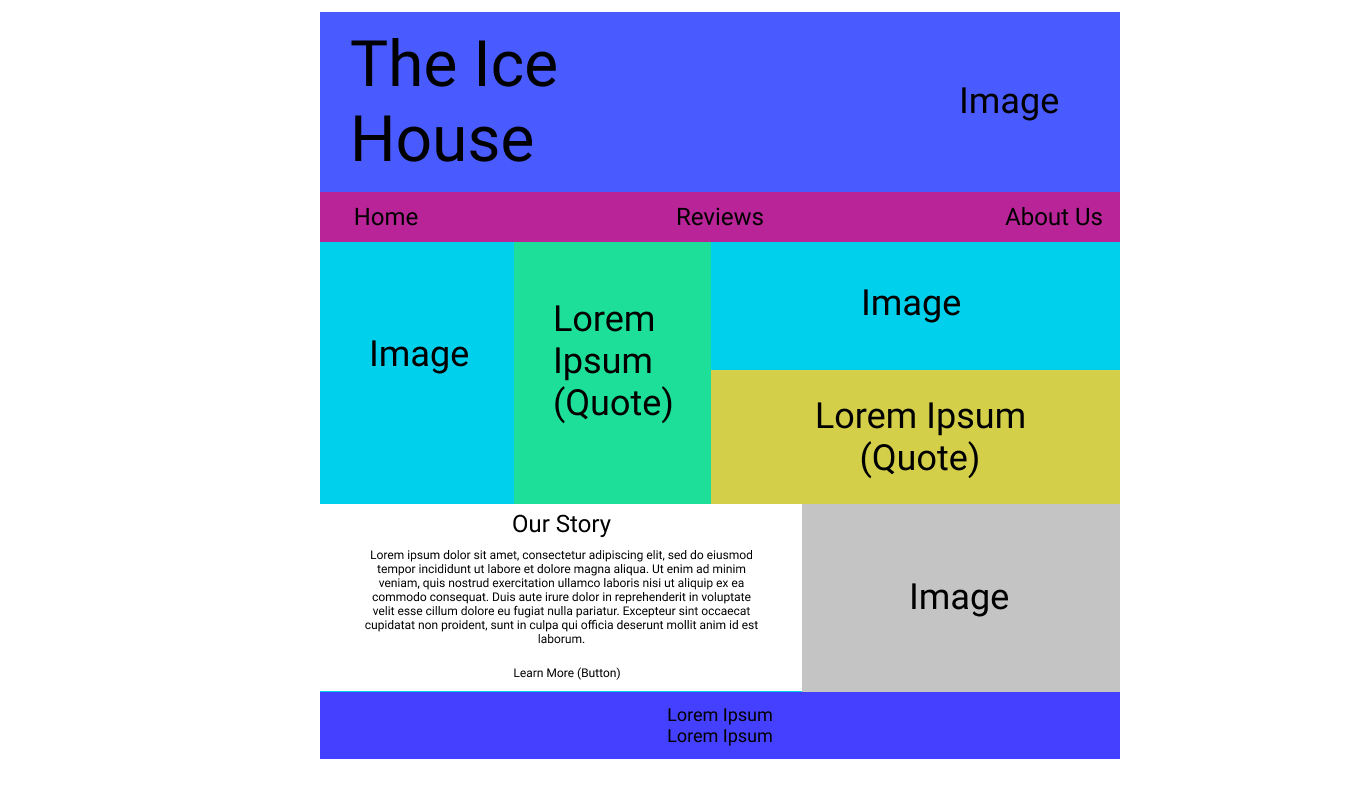 The Ice
House
Image
Home
Reviews
About Us
Image
Lorem
Ipsum
(Quote)
Image
Lorem Ipsum
(Quote)
Our Story
Lorem ipsum dolor sit amet, consectetur adipiscing elit, sed do eiusmod
tempor incididunt ut labore et dolore magna aliqua. Ut enim ad minim
veniam, quis nostrud exercitation ullamco laboris nisi ut aliquip ex ea
commodo consequat. Duis aute irure dolor in reprehenderit in voluptate
velit esse cillum dolore eu fugiat nulla pariatur. Excepteur sint occaecat
cupidatat non proident, sunt in culpa qui officia deserunt mollit anim id est
laborum.
Learn More (Button)
Image
Lorem Ipsum
Lorem Ipsum